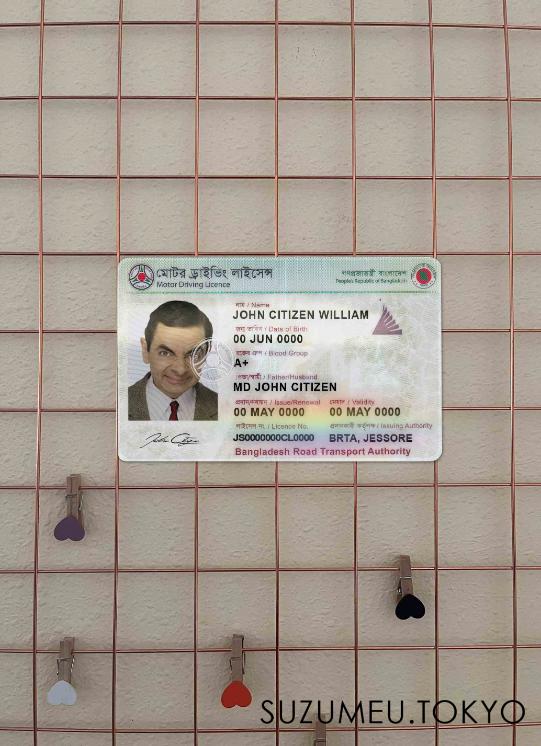 মোটর ড্রাইভিং লাইসেন্স
Motor Driving Licence
গণপ্রজাতন্ত্রী বাংলাদেশ
People's Republic of Bangladesh
নাম / Name
JOHN CITIZEN WILLIAM
জন্ম তারিখ / Date of Birth
00 JUN 0000
রক্তের গ্রুপ / Blood Group
A+
পিতা/স্বামী / Father/Husband
MD JOHN CITIZEN
প্রদান/নবায়ন / Issue/Renewal মেয়াদ / Validity
00 MAY 0000 00 MAY 0000
লাইসেন্স নং / Licence No. প্রদানকারী কর্তৃপক্ষ / Issuing Authority
JS0000000CL0000 BRTA, JESSORE
Bangladesh Road Transport Authority
SUZUMEU.TOKYO